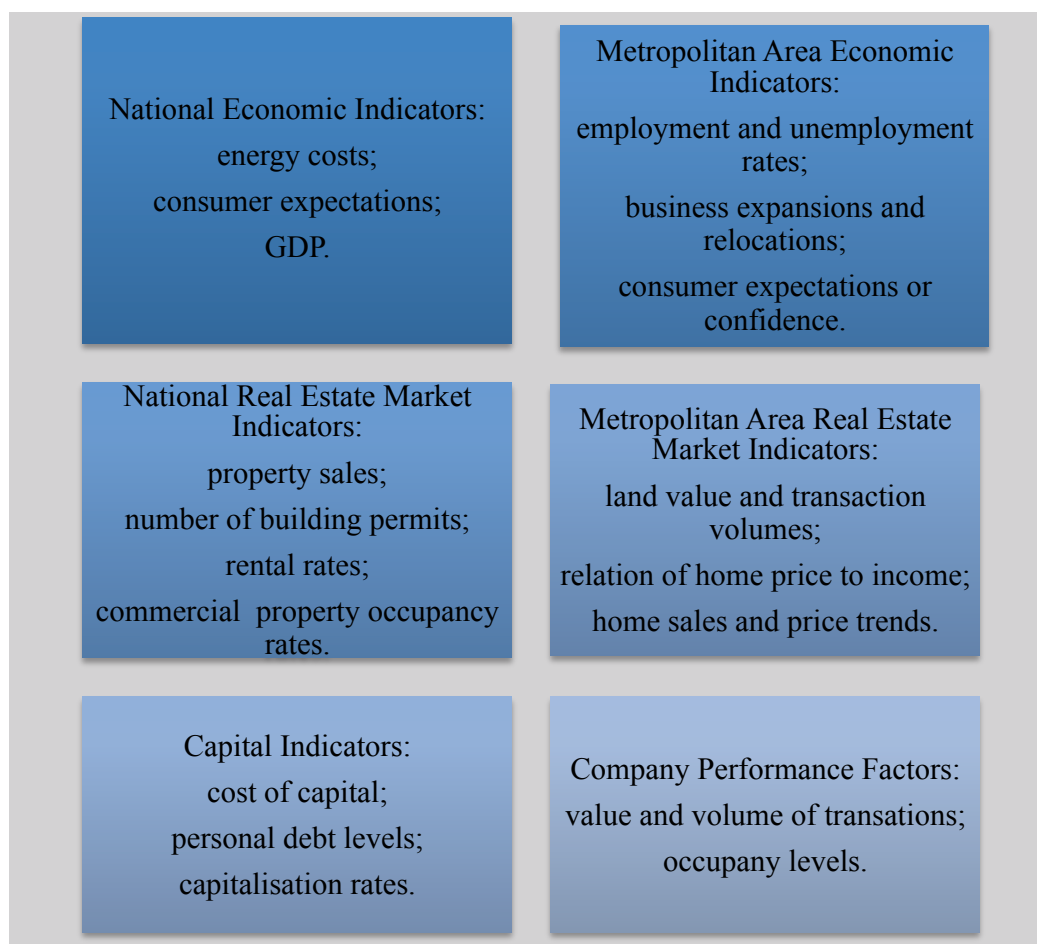 National Economic Indicators:
energy costs;
consumer expectations;
GDP.
Metropolitan Area Economic
Indicators:
employment and unemployment
rates;
business expansions and
relocations;
consumer expectations or
confidence.
National Real Estate Market
Indicators:
property sales;
number of building permits;
rental rates;
commercial  property occupancy
rates.
Metropolitan Area Real Estate
Market Indicators:
land value and transaction
volumes;
relation of home price to income;
home sales and price trends.
Capital Indicators:
cost of capital;
personal debt levels;
capitalisation rates.
Company Performance Factors:
value and volume of transations;
occupany levels.